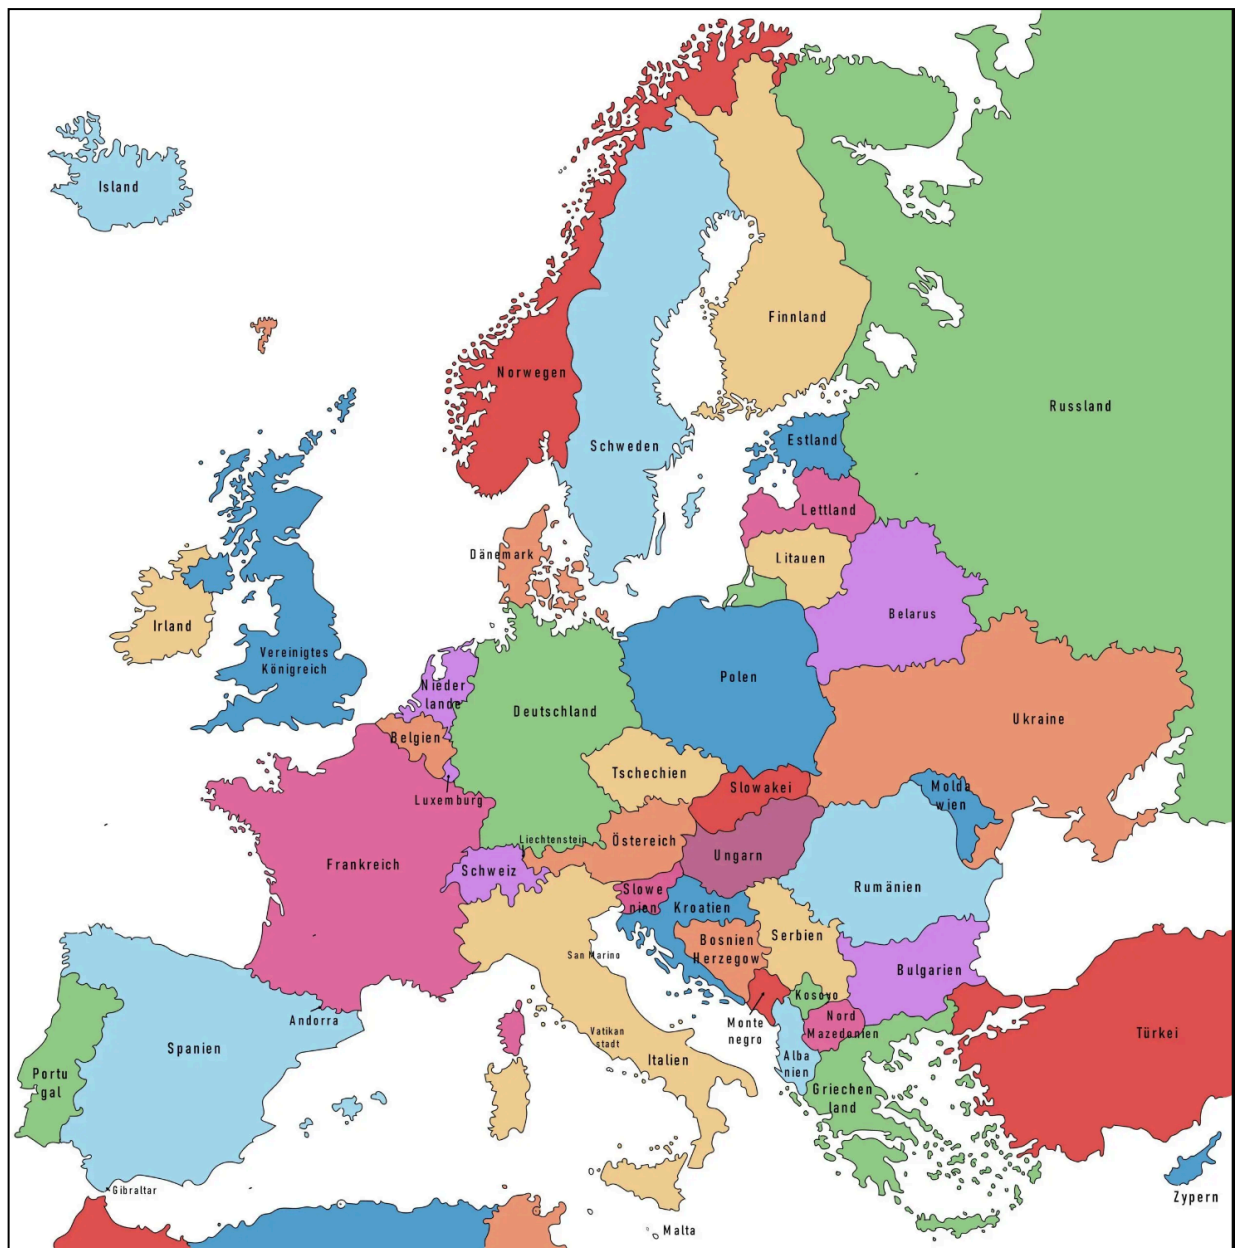 Island
Finnland
Norwegen
Russland
Schweden
Estland
Lettland
Dänemark
Litauen
Belarus
Irland
Vereinigtes
Königreich
Polen
Nieder
lande
Deutschland
Ukraine
Belgien
Tschechien
Luxemburg
Slowakei
Molda
wien
Liechtenstein
Österreich
Ungarn
Frankreich
Schweiz
Rumänien
Slowe
nien
Kroatien
Bosnien
Herzegow
Serbien
San Marino
Bulgarien
Kosovo
Andorra
Monte
negro
Nord
Mazedonien
Vatikan
stadt
Türkei
Spanien
Italien
Alba
nien
Portu
gal
Griechen
land
Gibraltar
Zypern
Malta